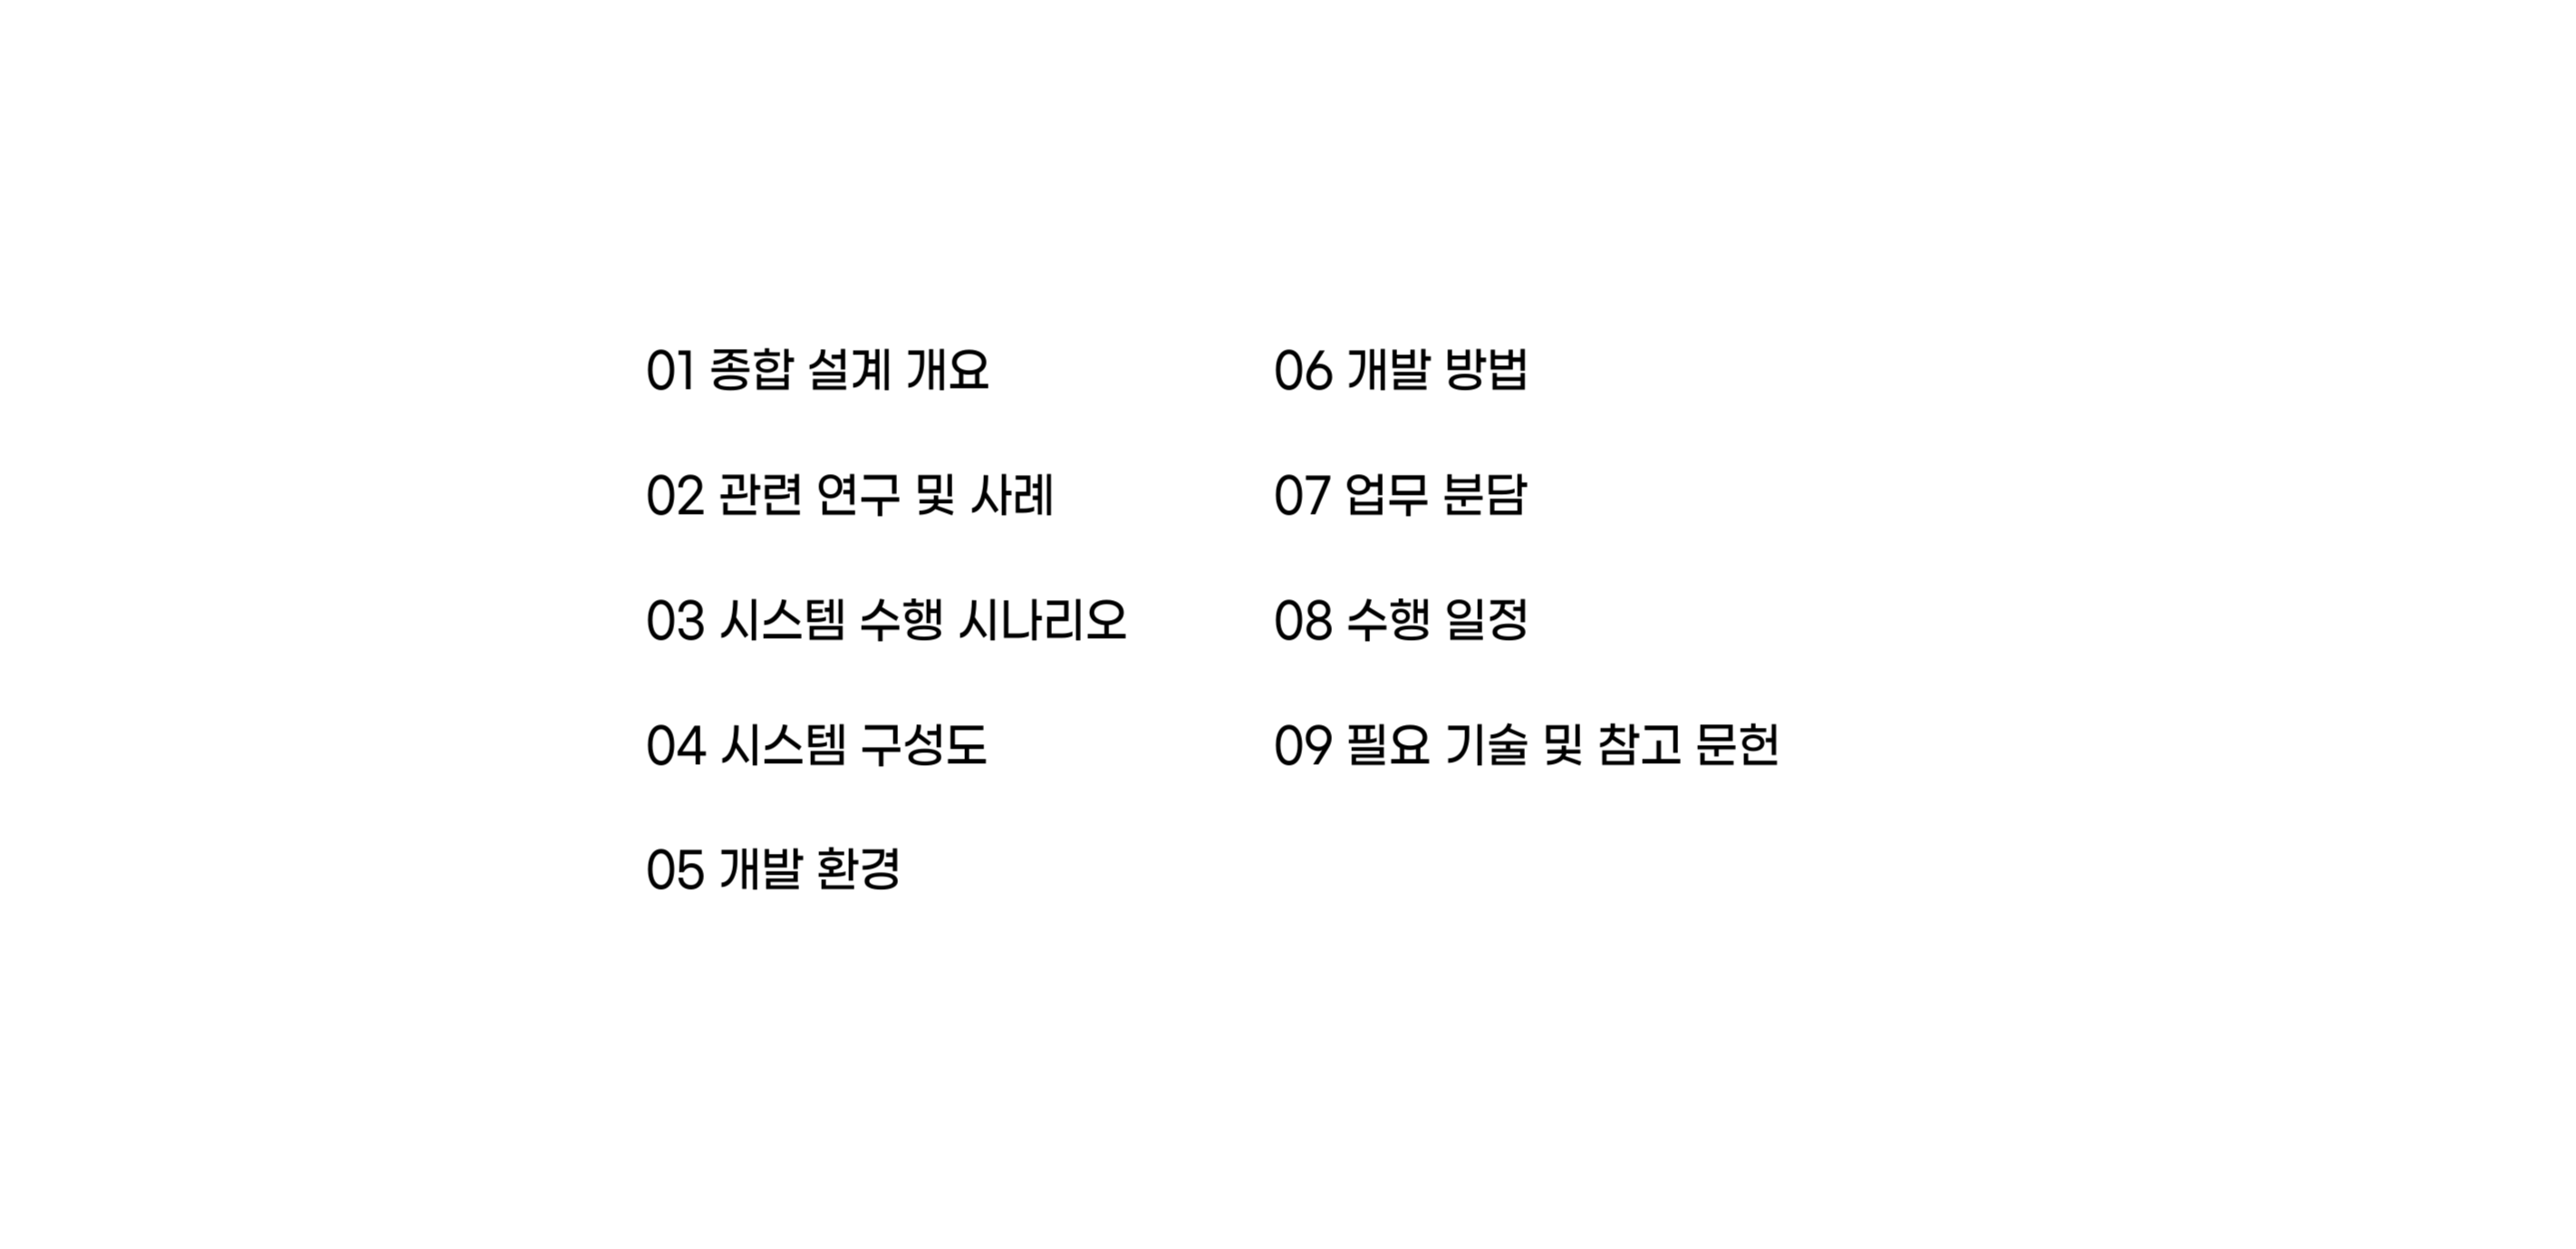 01 종합 설계 개요
02 관련 연구 및 사례
03 시스템 수행 시나리오
04 시스템 구성도
05 개발 환경
06 개발 방법
07 업무 분담
08 수행 일정
09 필요 기술 및 참고 문헌